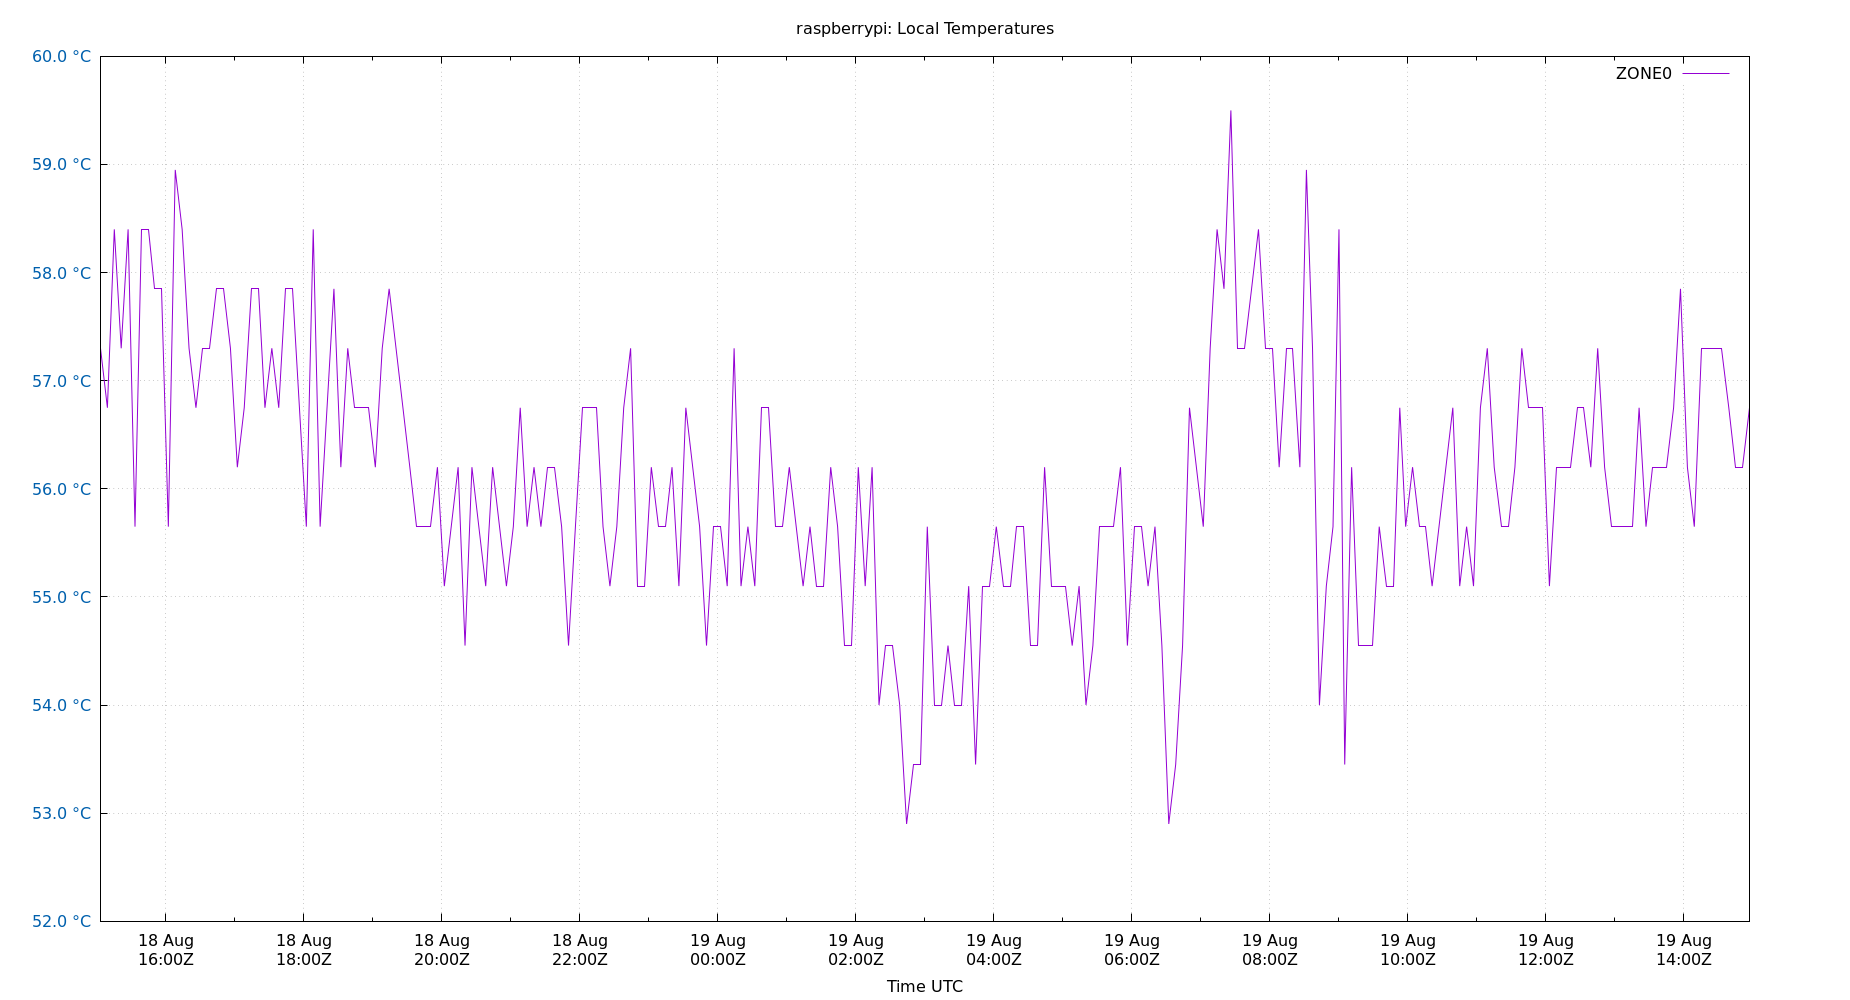 raspberrypi: Local Temperatures
60.0 °C
ZONE0
59.0 °C
58.0 °C
57.0 °C
56.0 °C
55.0 °C
54.0 °C
53.0 °C
52.0 °C
18 Aug 18 Aug 18 Aug 18 Aug 19 Aug 19 Aug 19 Aug 19 Aug 19 Aug 19 Aug 19 Aug 19 Aug
16:00Z 18:00Z 20:00Z 22:00Z 00:00Z 02:00Z 04:00Z 06:00Z 08:00Z 10:00Z 12:00Z 14:00Z
Time UTC